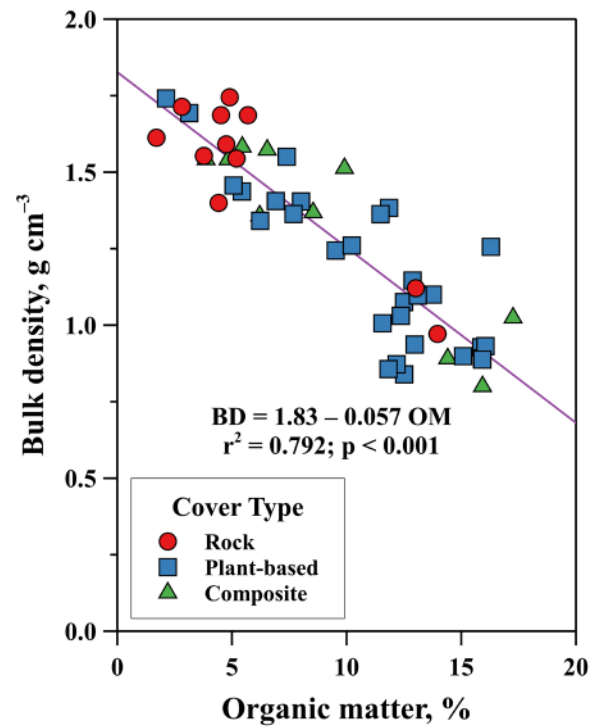 2.0
1.5
1.0
0.5
0.0
Bulk density, g cm⁻³
BD = 1.83 – 0.057 OM
r² = 0.792; p < 0.001
Cover Type
Rock
Plant-based
Composite
0 5 10 15 20
Organic matter, %